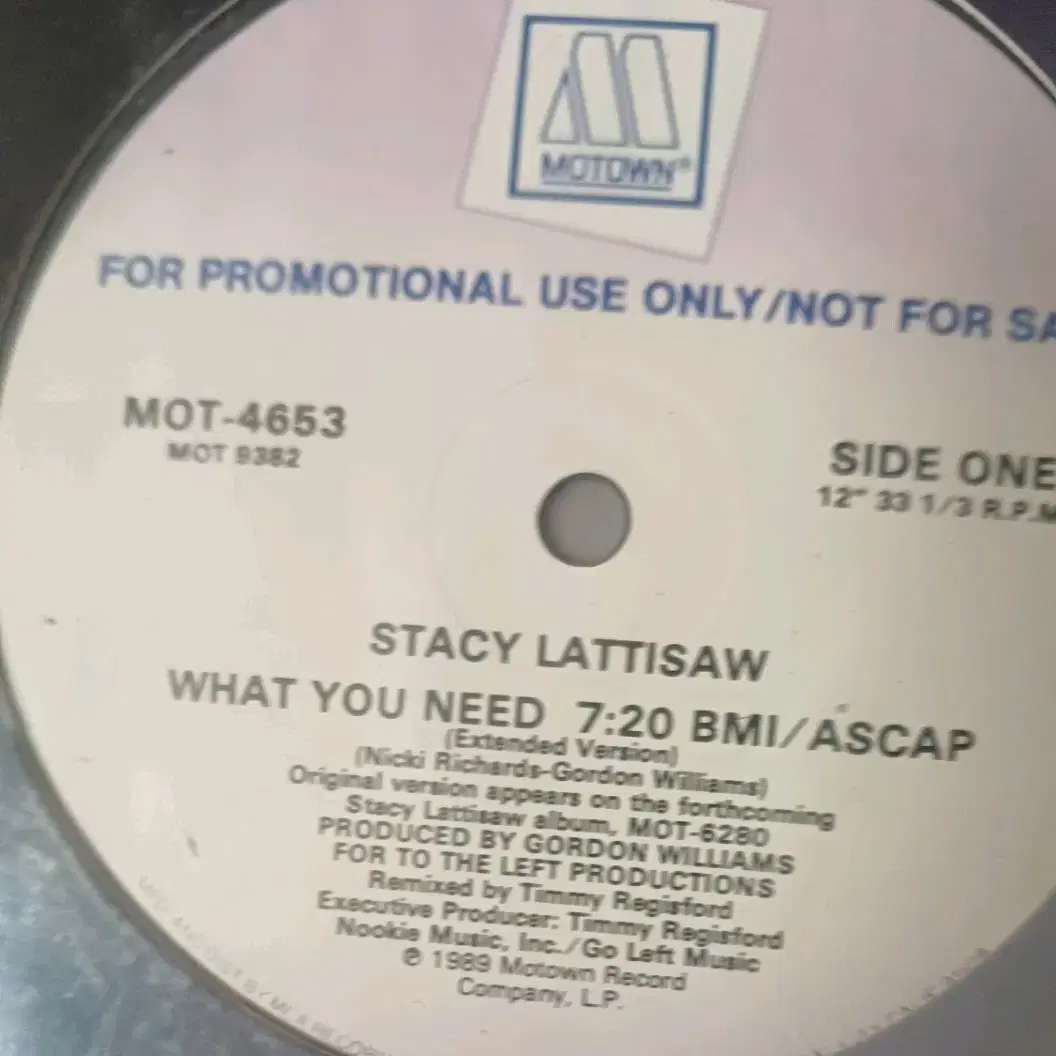 MOTOWN®
FOR PROMOTIONAL USE ONLY/NOT FOR SA
MOT-4653
MOT 9382
SIDE ONE
12" 33 1/3 R.P.M
STACY LATTISAW
WHAT YOU NEED 7:20 BMI/ASCAP
(Extended Version)
(Nicki Richards-Gordon Williams)
Original version appears on the forthcoming
Stacy Lattisaw album, MOT-6280
PRODUCED BY GORDON WILLIAMS
FOR TO THE LEFT PRODUCTIONS
Remixed by Timmy Regisford
Executive Producer: Timmy Regisford
Nookie Music, Inc./Go Left Music
℗ 1989 Motown Record
Company, L.P.